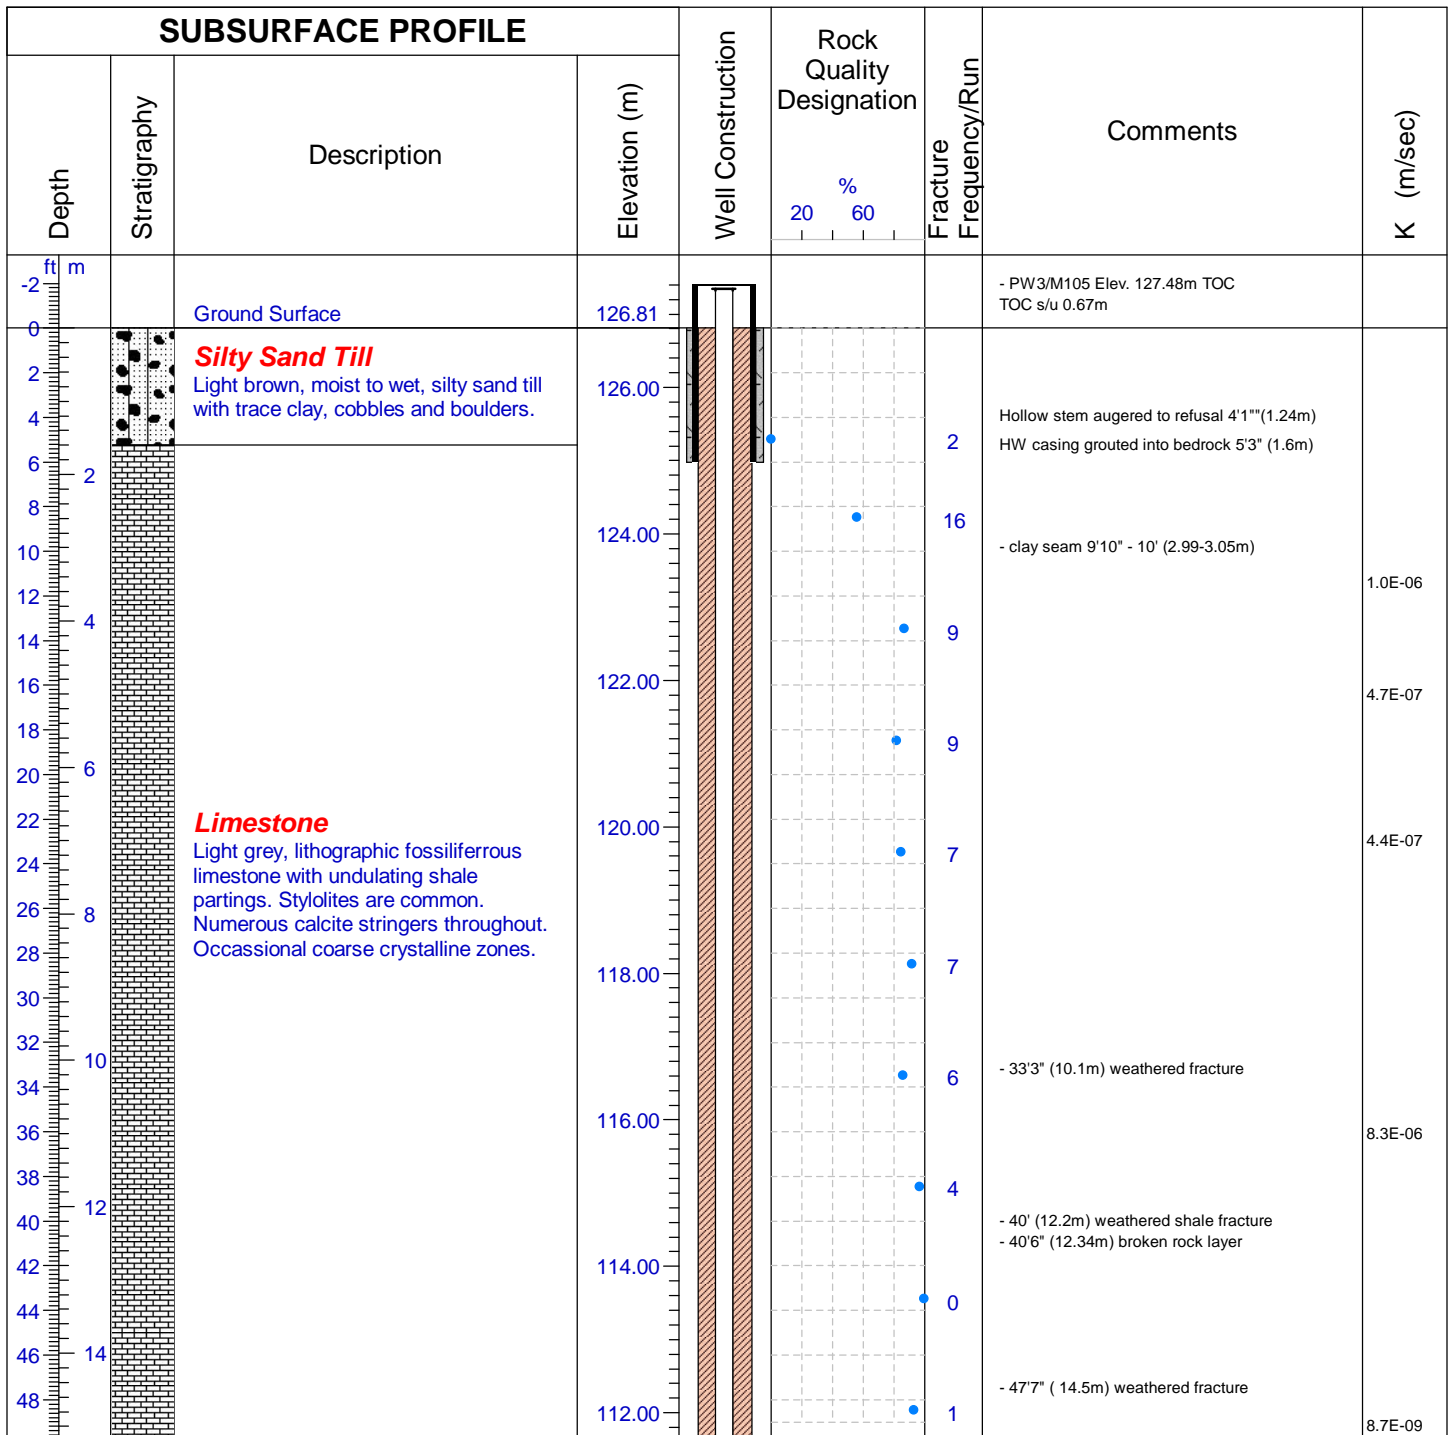 SUBSURFACE PROFILE
Depth
Stratigraphy
Description
Elevation (m)
Well Construction
Rock
Quality
Designation
%
20 60
Fracture
Frequency/Run
Comments
K (m/sec)
ft m
-2
0
2
4
6
8
10
12
14
16
18
20
22
24
26
28
30
32
34
36
38
40
42
44
46
48
2
4
6
8
10
12
14
Ground Surface
Silty Sand Till
Light brown, moist to wet, silty sand till
with trace clay, cobbles and boulders.
Limestone
Light grey, lithographic fossiliferrous
limestone with undulating shale
partings. Stylolites are common.
Numerous calcite stringers throughout.
Occassional coarse crystalline zones.
126.81
126.00
124.00
122.00
120.00
118.00
116.00
114.00
112.00
2
16
9
9
7
7
6
4
0
1
- PW3/M105 Elev. 127.48m TOC
TOC s/u 0.67m
Hollow stem augered to refusal 4'1""(1.24m)
HW casing grouted into bedrock 5'3" (1.6m)
- clay seam 9'10" - 10' (2.99-3.05m)
- 33'3" (10.1m) weathered fracture
- 40' (12.2m) weathered shale fracture
- 40'6" (12.34m) broken rock layer
- 47'7" ( 14.5m) weathered fracture
1.0E-06
4.7E-07
4.4E-07
8.3E-06
8.7E-09